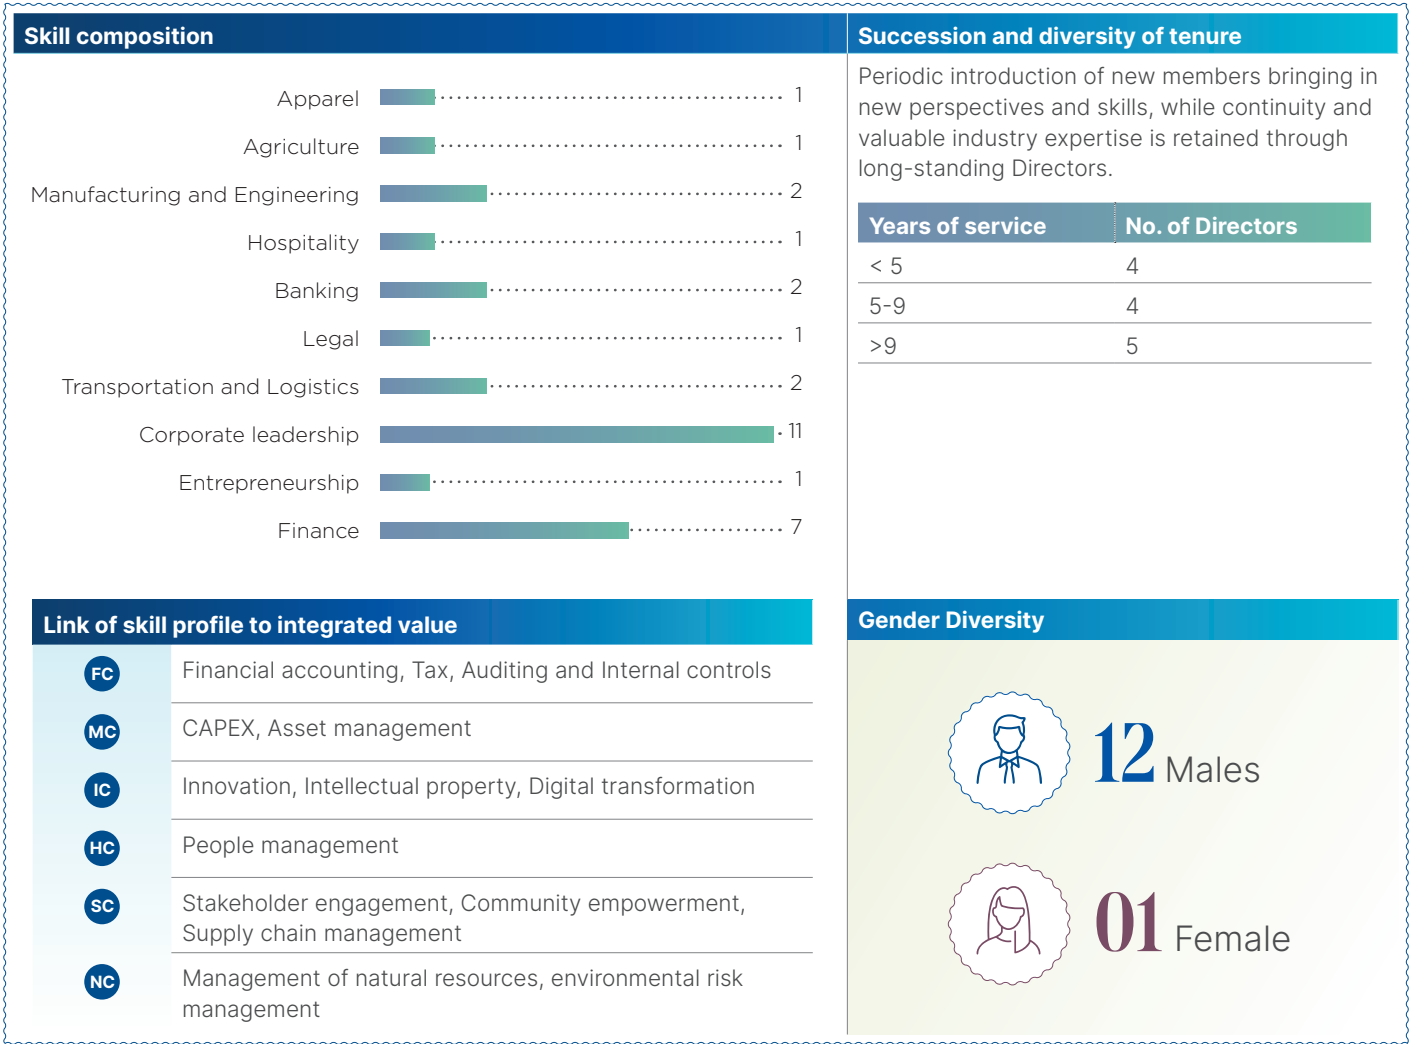 Skill composition
Apparel 1
Agriculture 1
Manufacturing and Engineering 2
Hospitality 1
Banking 2
Legal 1
Transportation and Logistics 2
Corporate leadership 11
Entrepreneurship 1
Finance 7
Succession and diversity of tenure
Periodic introduction of new members bringing in
new perspectives and skills, while continuity and
valuable industry expertise is retained through
long-standing Directors.
Years of service No. of Directors
< 5 4
5-9 4
>9 5
Link of skill profile to integrated value
FC Financial accounting, Tax, Auditing and Internal controls
MC CAPEX, Asset management
IC Innovation, Intellectual property, Digital transformation
HC People management
SC Stakeholder engagement, Community empowerment,
Supply chain management
NC Management of natural resources, environmental risk
management
Gender Diversity
12 Males
01 Female